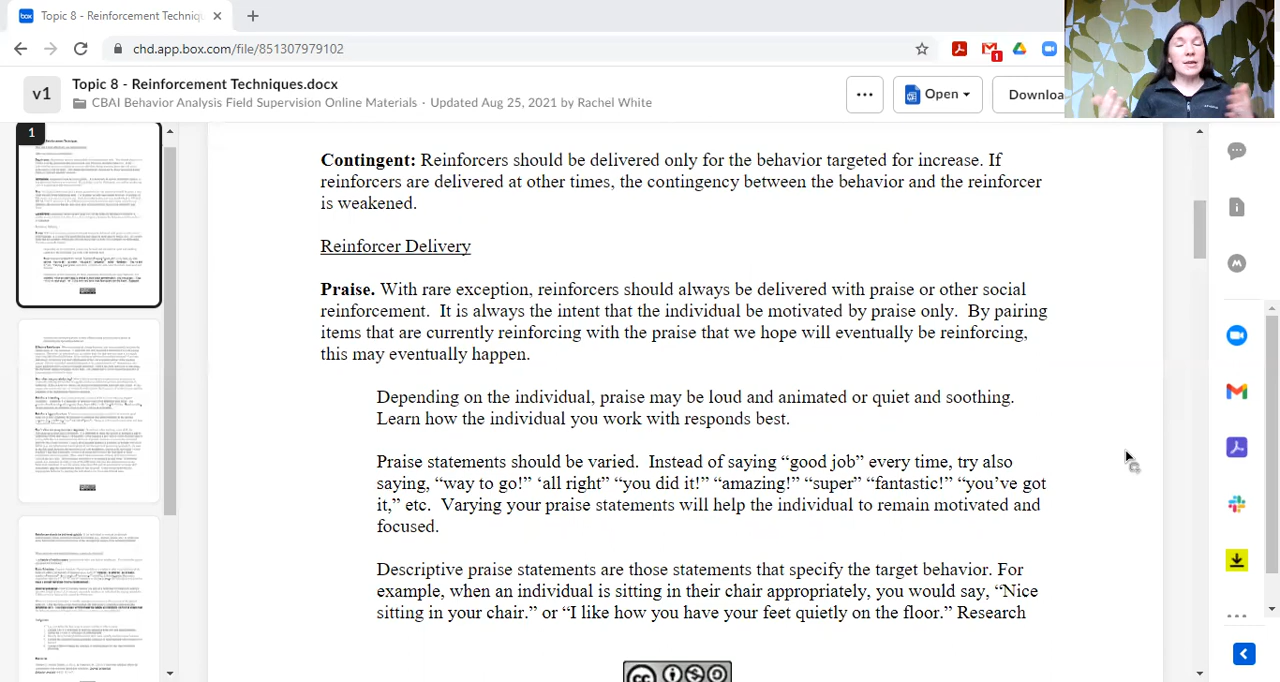 Topic 8 - Reinforcement Techniqu
chd.app.box.com/file/851307979102
1
v1
Topic 8 - Reinforcement Techniques.docx
CBAI Behavior Analysis Field Supervision Online Materials · Updated Aug 25, 2021 by Rachel White
Open
Downloa
1
Contingent: Reinforcers should be delivered only for the behavior targeted for increase. If
reinforcers are delivered at other times, the contingency between the behavior and the reinforcer
is weakened.
Reinforcer Delivery
Praise. With rare exception, reinforcers should always be delivered with praise or other social
reinforcement. It is always the intent that the individual be motivated by praise only. By pairing
items that are currently reinforcing with the praise that we hope will eventually be reinforcing,
this may eventually happen.
Depending on the individual, praise may be loud and animated or quiet and soothing.
Learn how the individual you work with responds best.
Praise statements should be varied. Instead of saying “good job” every time, try also
saying, “way to go!” ‘all right” “you did it!” “amazing!” “super” “fantastic!” “you’ve got
it,” etc. Varying your praise statements will help the individual to remain motivated and
focused.
Descriptive praise statements are those statements that specify the target behavior. For
example, when an individual is sitting in their chair appropriately, you would say, “Nice
sitting in your chair,” or “I like how you have your feet firmly on the floor.” Research